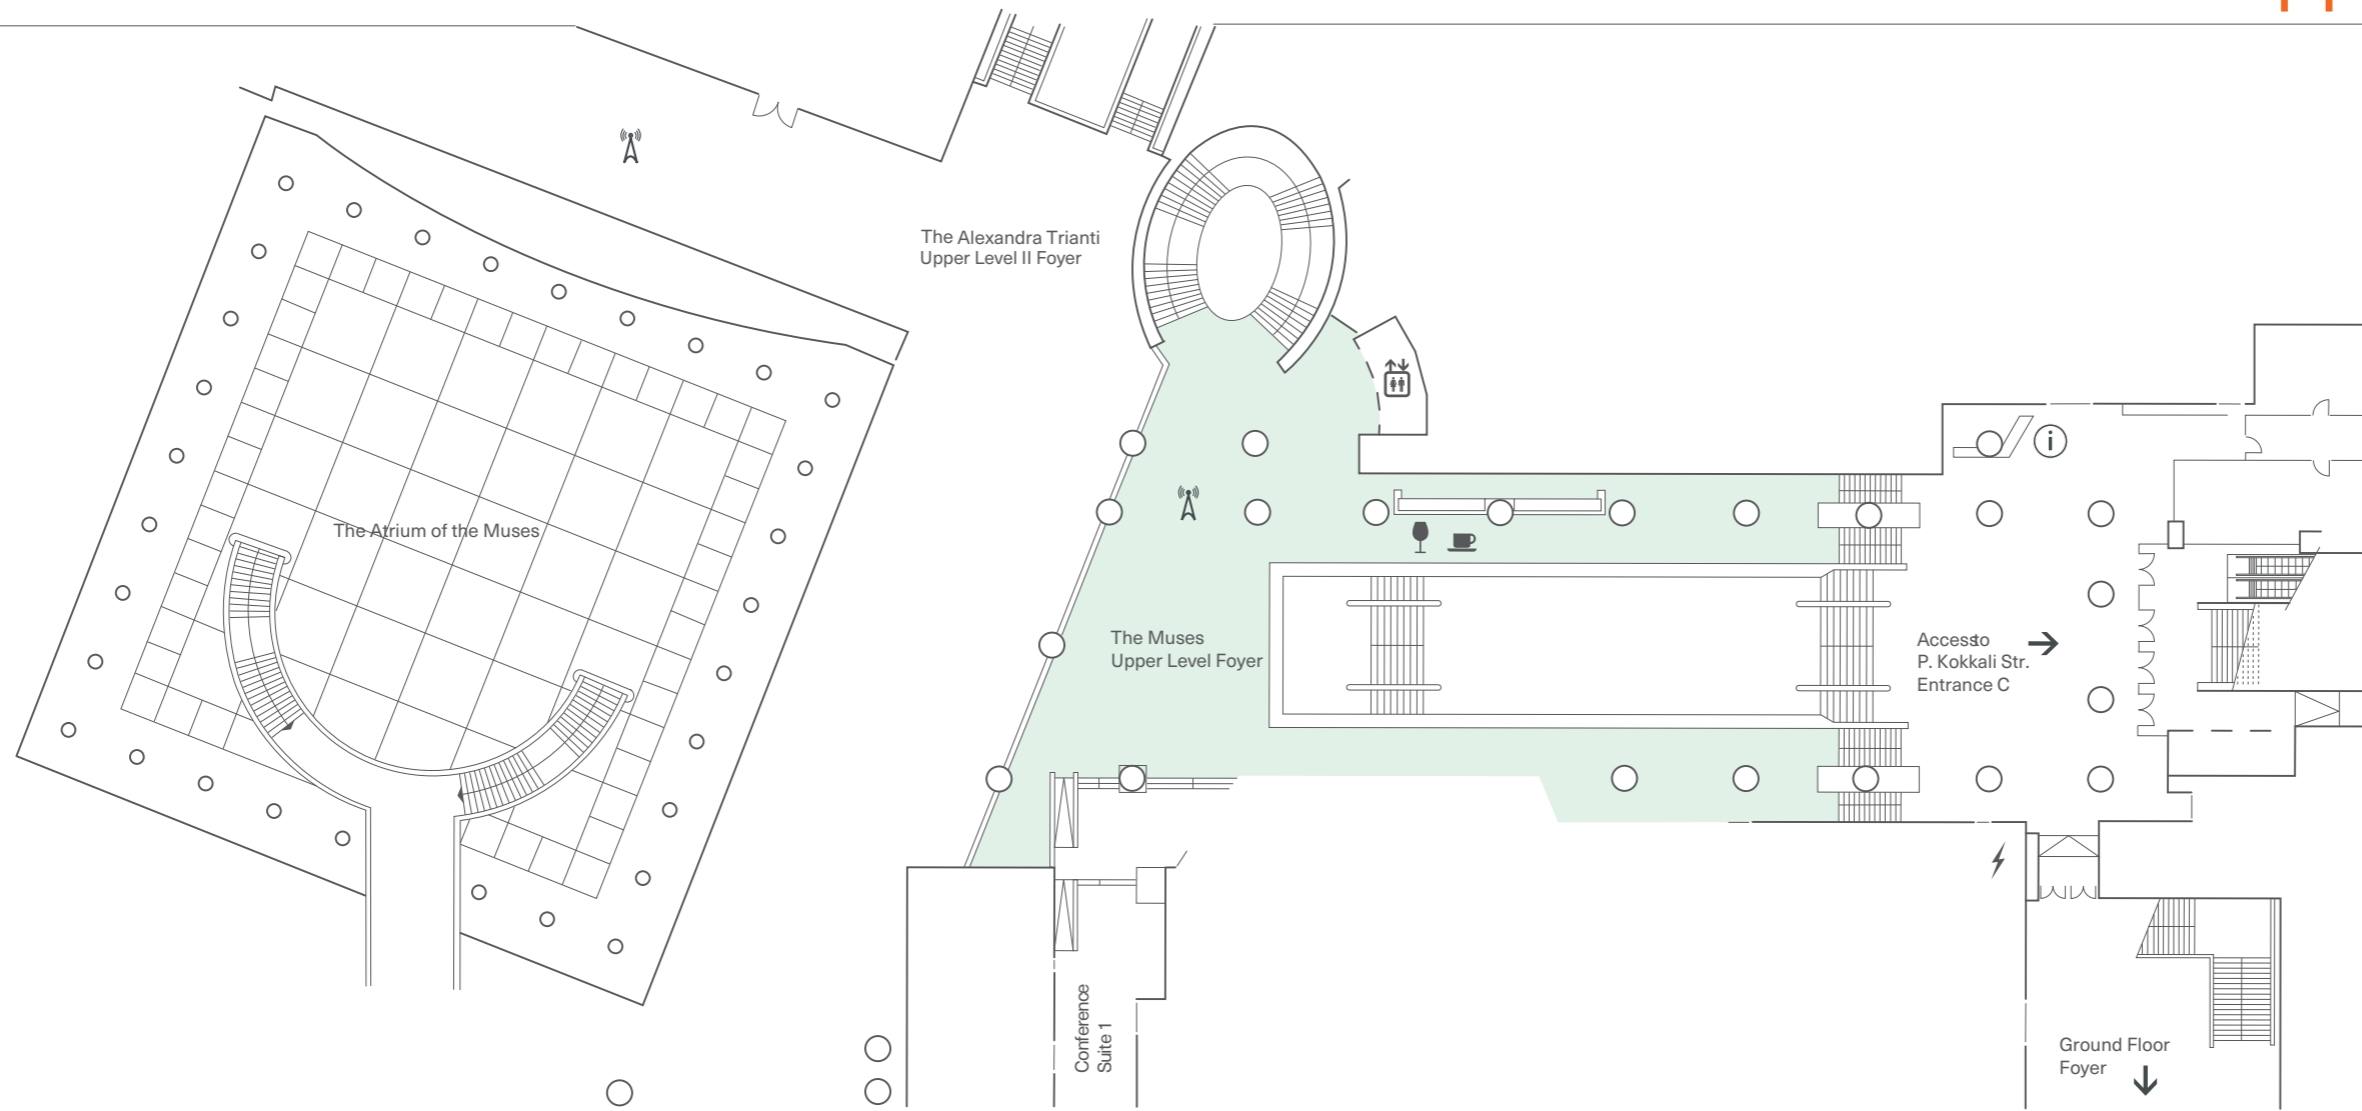 The Alexandra Trianti
Upper Level II Foyer
The Atrium of the Muses
The Muses
Upper Level Foyer
i
Access to
P. Kokkali Str.
Entrance C
Conference
Suite 1
Ground Floor
Foyer